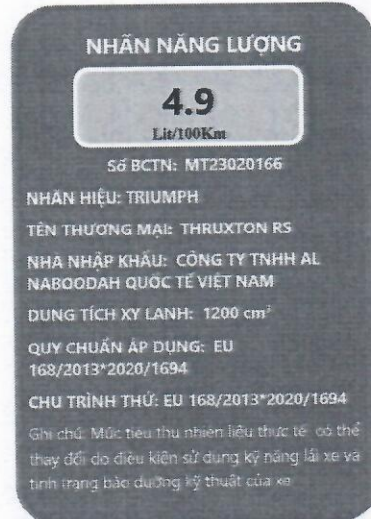 NHÃN NĂNG LƯỢNG
4.9
Lít/100Km
Số BCTN: MT23020166
NHÃN HIỆU: TRIUMPH
TÊN THƯƠNG MẠI: THRUXTON RS
NHÀ NHẬP KHẨU: CÔNG TY TNHH AL
NABOODAH QUỐC TẾ VIỆT NAM
DUNG TÍCH XY LANH: 1200 cm³
QUY CHUẨN ÁP DỤNG: EU
168/2013*2020/1694
CHU TRÌNH THỬ: EU 168/2013*2020/1694
Ghi chú: Mức tiêu thụ nhiên liệu thực tế có thể
thay đổi do điều kiện sử dụng kỹ năng lái xe và
tình trạng bảo dưỡng kỹ thuật của xe